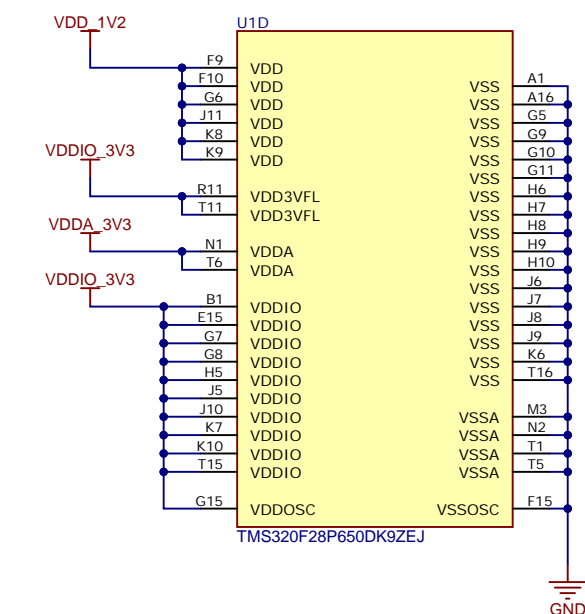 VDD_1V2
U1D
F9 VDD
F10 VDD
VSS A1
G6 VDD
VSS A16
J11 VDD
VSS G5
K8 VDD
VSS G9
K9 VDD
VSS G10
VDDIO_3V3
VSS G11
R11 VDD3VFL
VSS H6
T11 VDD3VFL
VSS H7
VDDA_3V3
VSS H8
N1 VDDA
VSS H9
T6 VDDA
VSS H10
VDDIO_3V3
VSS J6
B1 VDDIO
VSS J7
E15 VDDIO
VSS J8
G7 VDDIO
VSS J9
G8 VDDIO
VSS K6
H5 VDDIO
VSS T16
J5 VDDIO
J10 VDDIO
VSSA M3
K7 VDDIO
VSSA N2
K10 VDDIO
VSSA T1
T15 VDDIO
VSSA T5
G15 VDDOSC
VSSOSC F15
TMS320F28P650DK9ZEJ
GND